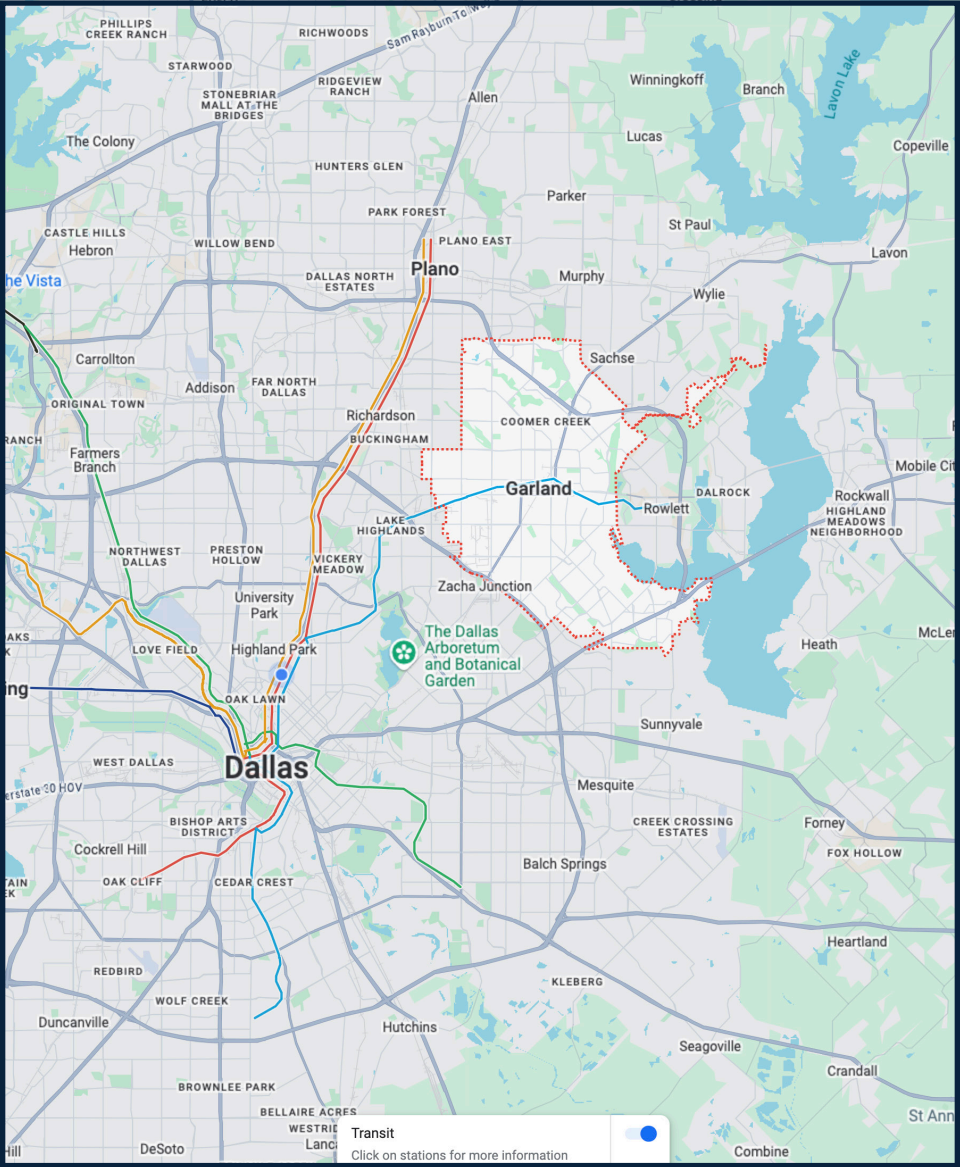 PHILLIPS
CREEK RANCH
RICHWOODS
Sam Rayburn To
STARWOOD
STONEBRIAR
MALL AT THE
BRIDGES
RIDGEVIEW
RANCH
Allen
Winningkoff
Branch
Lavon Lake
The Colony
Lucas
Copeville
HUNTERS GLEN
Parker
PARK FOREST
St Paul
CASTLE HILLS
Hebron
WILLOW BEND
PLANO EAST
Lavon
Plano
he Vista
DALLAS NORTH
ESTATES
Murphy
Wylie
Carrollton
Sachse
Addison
FAR NORTH
DALLAS
ORIGINAL TOWN
Richardson
COOMER CREEK
RANCH
BUCKINGHAM
Farmers
Branch
Mobile Cit
Garland
DALROCK
Rockwall
Rowlett
HIGHLAND
MEADOWS
NEIGHBORHOOD
LAKE
HIGHLANDS
NORTHWEST
DALLAS
PRESTON
HOLLOW
VICKERY
MEADOW
Zacha Junction
University
Park
The Dallas
Arboretum
and Botanical
Garden
OAKS
K
LOVE FIELD
Highland Park
Heath
McLe
ing
OAK LAWN
Sunnyvale
WEST DALLAS
Dallas
erstate 30 HOV
Mesquite
BISHOP ARTS
DISTRICT
CREEK CROSSING
ESTATES
Forney
Cockrell Hill
FOX HOLLOW
Balch Springs
TAIN
EK
OAK CLIFF
CEDAR CREST
Heartland
REDBIRD
KLEBERG
WOLF CREEK
Duncanville
Hutchins
Seagoville
Crandall
BROWNLEE PARK
BELLAIRE ACRES
St Ann
WESTRID
Lanca
Hill
DeSoto
Combine
Transit
Click on stations for more information